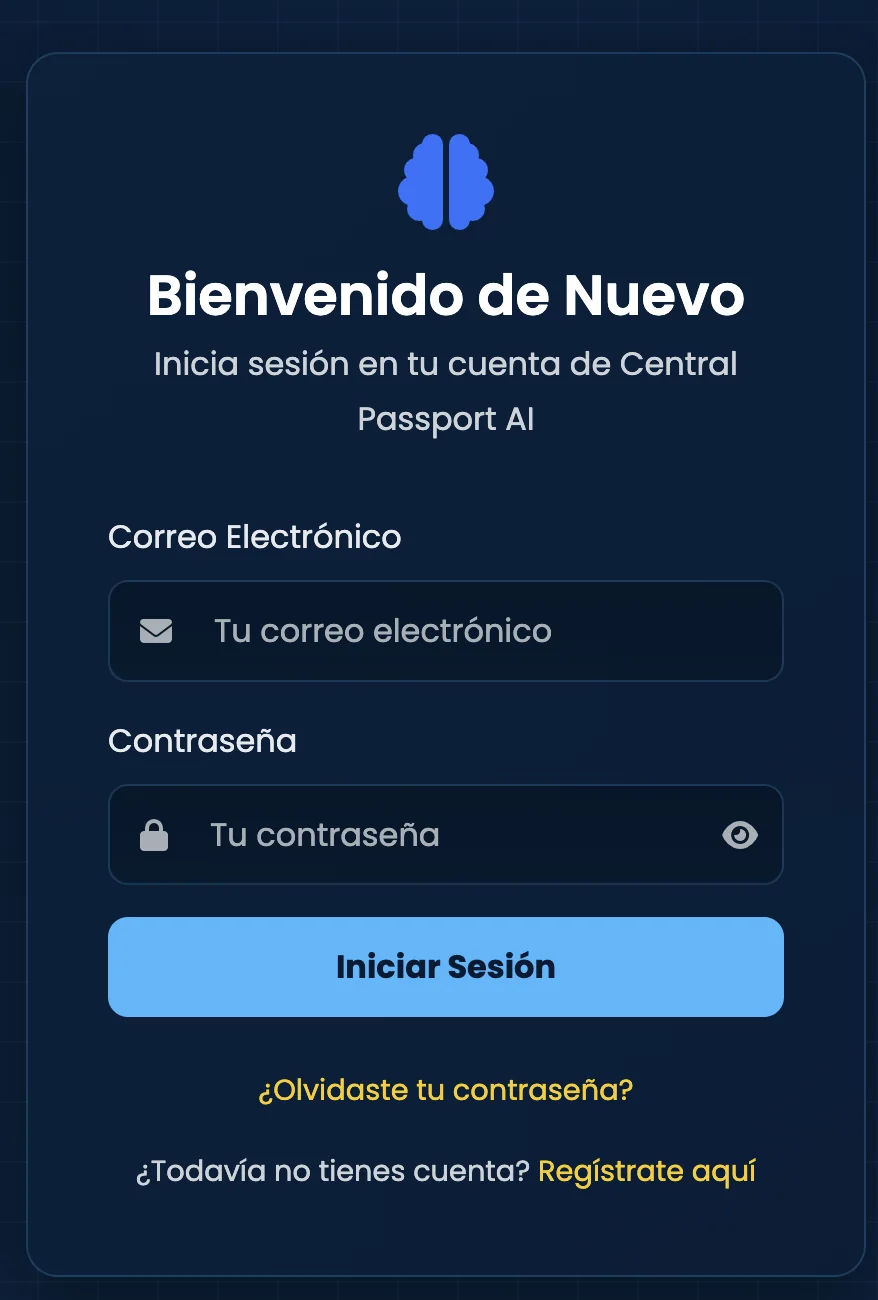 Bienvenido de Nuevo
Inicia sesión en tu cuenta de Central
Passport AI
Correo Electrónico
Tu correo electrónico
Contraseña
Tu contraseña
Iniciar Sesión
¿Olvidaste tu contraseña?
¿Todavía no tienes cuenta? Regístrate aquí